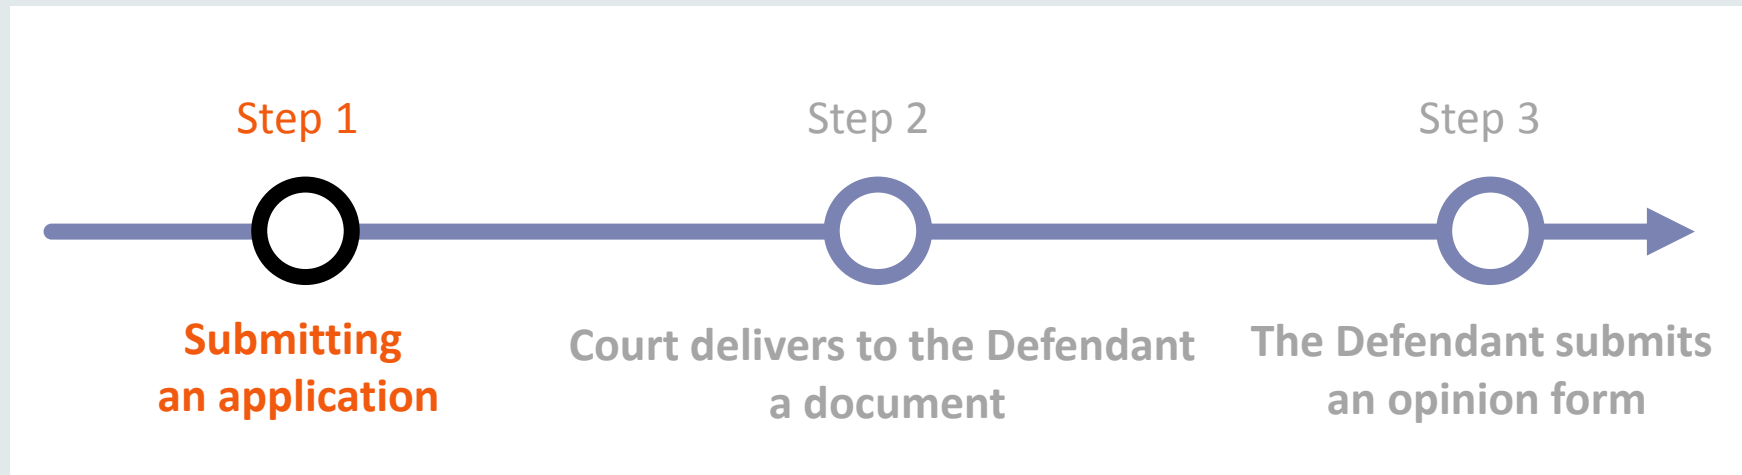 Step 1
Step 2
Step 3
Submitting
an application
Court delivers to the Defendant
a document
The Defendant submits
an opinion form